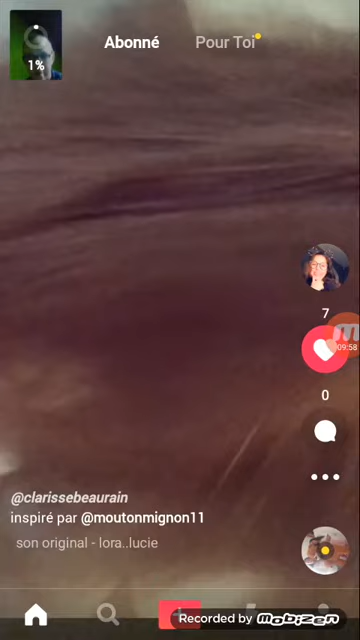 Abonné Pour Toi
1%
7
09:58
0
@clarissebeaurain
inspiré par @moutonmignon11
son original - lora..lucie
Recorded by mobizen